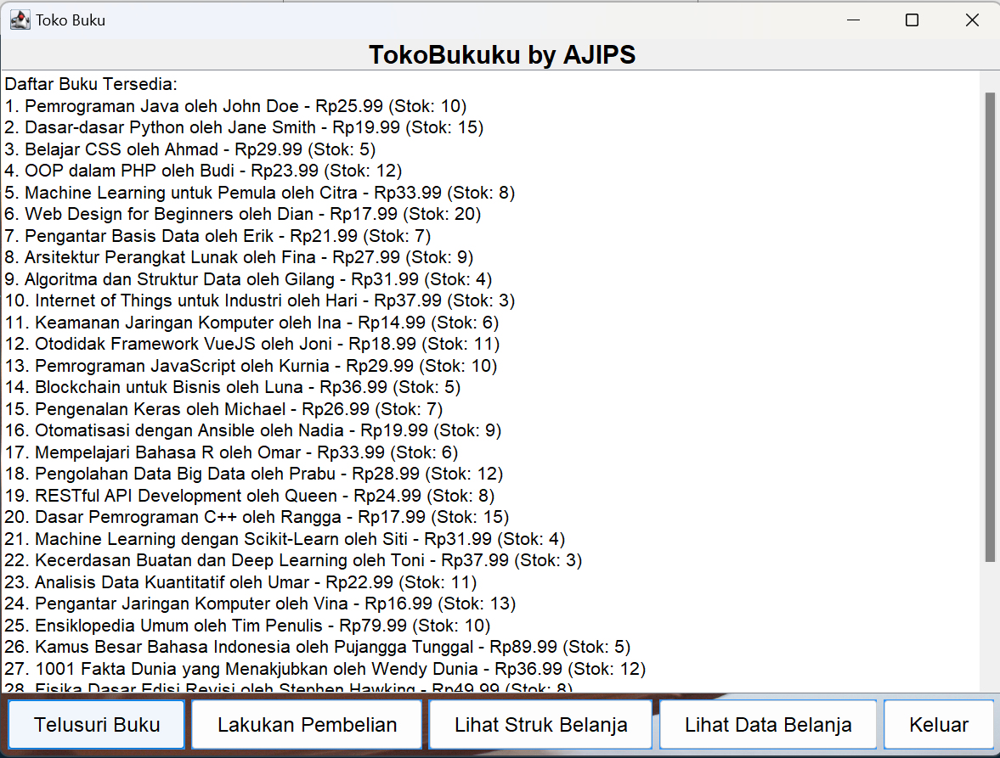 Toko Buku
TokoBukuku by AJIPS
Daftar Buku Tersedia:
1. Pemrograman Java oleh John Doe - Rp25.99 (Stok: 10)
2. Dasar-dasar Python oleh Jane Smith - Rp19.99 (Stok: 15)
3. Belajar CSS oleh Ahmad - Rp29.99 (Stok: 5)
4. OOP dalam PHP oleh Budi - Rp23.99 (Stok: 12)
5. Machine Learning untuk Pemula oleh Citra - Rp33.99 (Stok: 8)
6. Web Design for Beginners oleh Dian - Rp17.99 (Stok: 20)
7. Pengantar Basis Data oleh Erik - Rp21.99 (Stok: 7)
8. Arsitektur Perangkat Lunak oleh Fina - Rp27.99 (Stok: 9)
9. Algoritma dan Struktur Data oleh Gilang - Rp31.99 (Stok: 4)
10. Internet of Things untuk Industri oleh Hari - Rp37.99 (Stok: 3)
11. Keamanan Jaringan Komputer oleh Ina - Rp14.99 (Stok: 6)
12. Otodidak Framework VueJS oleh Joni - Rp18.99 (Stok: 11)
13. Pemrograman JavaScript oleh Kurnia - Rp29.99 (Stok: 10)
14. Blockchain untuk Bisnis oleh Luna - Rp36.99 (Stok: 5)
15. Pengenalan Keras oleh Michael - Rp26.99 (Stok: 7)
16. Otomatisasi dengan Ansible oleh Nadia - Rp19.99 (Stok: 9)
17. Mempelajari Bahasa R oleh Omar - Rp33.99 (Stok: 6)
18. Pengolahan Data Big Data oleh Prabu - Rp28.99 (Stok: 12)
19. RESTful API Development oleh Queen - Rp24.99 (Stok: 8)
20. Dasar Pemrograman C++ oleh Rangga - Rp17.99 (Stok: 15)
21. Machine Learning dengan Scikit-Learn oleh Siti - Rp31.99 (Stok: 4)
22. Kecerdasan Buatan dan Deep Learning oleh Toni - Rp37.99 (Stok: 3)
23. Analisis Data Kuantitatif oleh Umar - Rp22.99 (Stok: 11)
24. Pengantar Jaringan Komputer oleh Vina - Rp16.99 (Stok: 13)
25. Ensiklopedia Umum oleh Tim Penulis - Rp79.99 (Stok: 10)
26. Kamus Besar Bahasa Indonesia oleh Pujangga Tunggal - Rp89.99 (Stok: 5)
27. 1001 Fakta Dunia yang Menakjubkan oleh Wendy Dunia - Rp36.99 (Stok: 12)
28. Fisika Dasar Edisi Revisi oleh Stephen Hawking - Rp49.99 (Stok: 8)
Telusuri Buku
Lakukan Pembelian
Lihat Struk Belanja
Lihat Data Belanja
Keluar